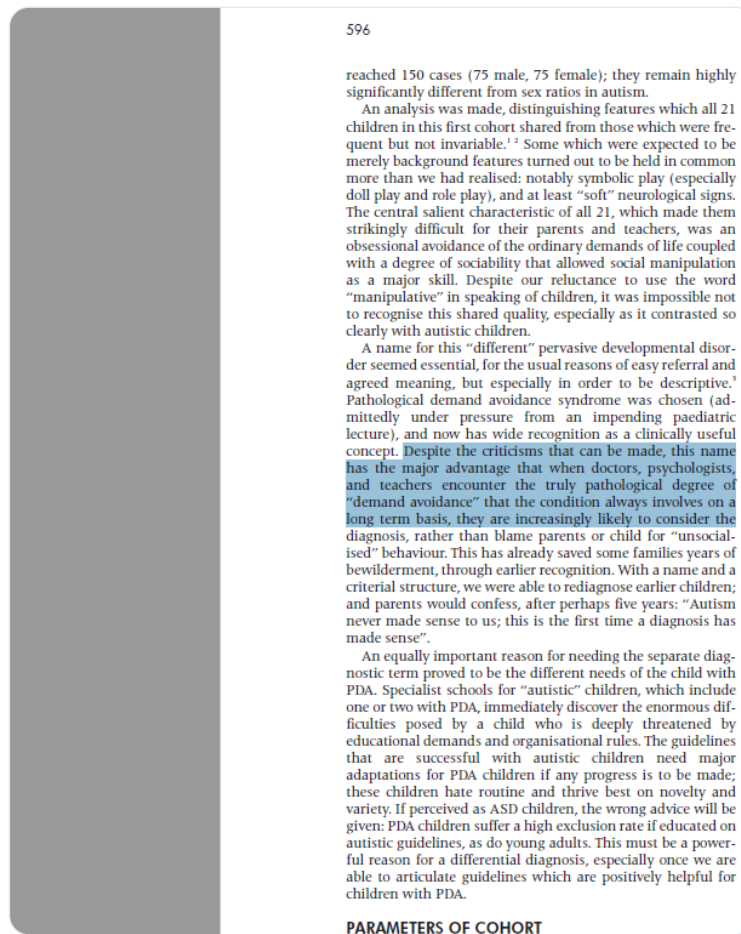 596
reached 150 cases (75 male, 75 female); they remain highly
significantly different from sex ratios in autism.
An analysis was made, distinguishing features which all 21
children in this first cohort shared from those which were fre-
quent but not invariable.¹ ² Some which were expected to be
merely background features turned out to be held in common
more than we had realised: notably symbolic play (especially
doll play and role play), and at least “soft” neurological signs.
The central salient characteristic of all 21, which made them
strikingly difficult for their parents and teachers, was an
obsessional avoidance of the ordinary demands of life coupled
with a degree of sociability that allowed social manipulation
as a major skill. Despite our reluctance to use the word
“manipulative” in speaking of children, it was impossible not
to recognise this shared quality, especially as it contrasted so
clearly with autistic children.
A name for this “different” pervasive developmental disor-
der seemed essential, for the usual reasons of easy referral and
agreed meaning, but especially in order to be descriptive.³
Pathological demand avoidance syndrome was chosen (ad-
mittedly under pressure from an impending paediatric
lecture), and now has wide recognition as a clinically useful
concept. Despite the criticisms that can be made, this name
has the major advantage that when doctors, psychologists,
and teachers encounter the truly pathological degree of
“demand avoidance” that the condition always involves on a
long term basis, they are increasingly likely to consider the
diagnosis, rather than blame parents or child for “unsocial-
ised” behaviour. This has already saved some families years of
bewilderment, through earlier recognition. With a name and a
criterial structure, we were able to rediagnose earlier children;
and parents would confess, after perhaps five years: “Autism
never made sense to us; this is the first time a diagnosis has
made sense”.
An equally important reason for needing the separate diag-
nostic term proved to be the different needs of the child with
PDA. Specialist schools for “autistic” children, which include
one or two with PDA, immediately discover the enormous dif-
ficulties posed by a child who is deeply threatened by
educational demands and organisational rules. The guidelines
that are successful with autistic children need major
adaptations for PDA children if any progress is to be made;
these children hate routine and thrive best on novelty and
variety. If perceived as ASD children, the wrong advice will be
given: PDA children suffer a high exclusion rate if educated on
autistic guidelines, as do young adults. This must be a power-
ful reason for a differential diagnosis, especially once we are
able to articulate guidelines which are positively helpful for
children with PDA.
PARAMETERS OF COHORT